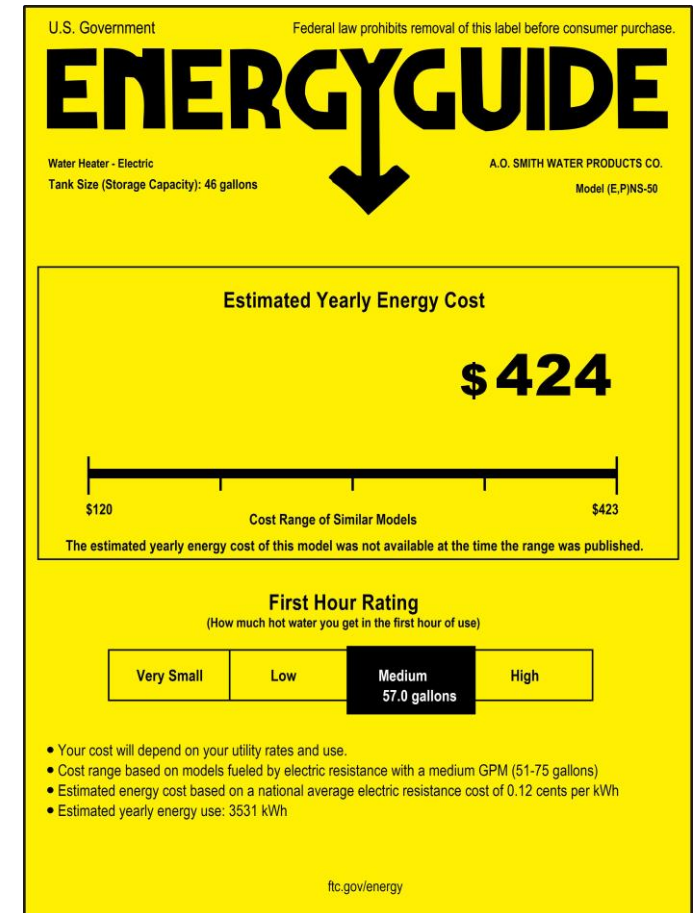 U.S. Government Federal law prohibits removal of this label before consumer purchase.
ENERGYGUIDE
Water Heater - Electric
Tank Size (Storage Capacity): 46 gallons
A.O. SMITH WATER PRODUCTS CO.
Model (E,P)NS-50
Estimated Yearly Energy Cost
$424
$120
$423
Cost Range of Similar Models
The estimated yearly energy cost of this model was not available at the time the range was published.
First Hour Rating
(How much hot water you get in the first hour of use)
Very Small Low Medium High
57.0 gallons
• Your cost will depend on your utility rates and use.
• Cost range based on models fueled by electric resistance with a medium GPM (51-75 gallons)
• Estimated energy cost based on a national average electric resistance cost of 0.12 cents per kWh
• Estimated yearly energy use: 3531 kWh
ftc.gov/energy